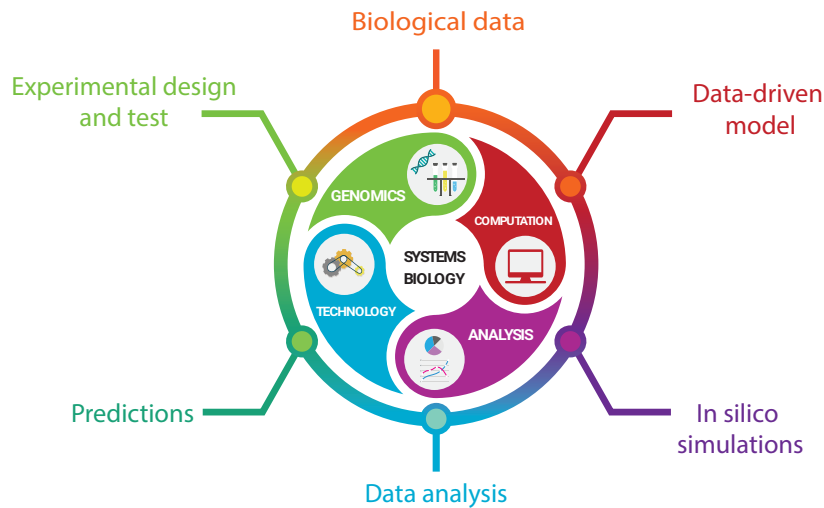 Biological data
Experimental design
and test
Data-driven
model
GENOMICS
COMPUTATION
SYSTEMS
BIOLOGY
TECHNOLOGY
ANALYSIS
Predictions
In silico
simulations
Data analysis